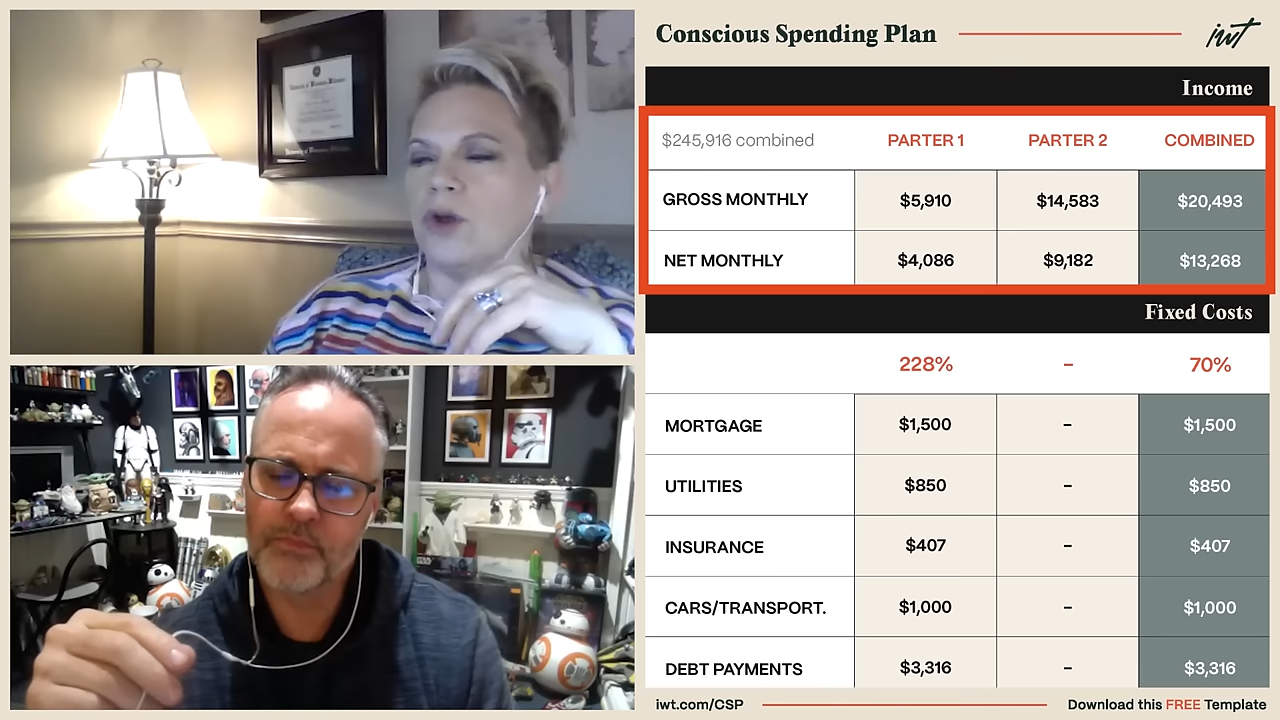 Conscious Spending Plan
iwt
Income
$245,916 combined PARTER 1 PARTER 2 COMBINED
GROSS MONTHLY $5,910 $14,583 $20,493
NET MONTHLY $4,086 $9,182 $13,268
Fixed Costs
228% – 70%
MORTGAGE $1,500 – $1,500
UTILITIES $850 – $850
INSURANCE $407 – $407
CARS/TRANSPORT. $1,000 – $1,000
DEBT PAYMENTS $3,316 – $3,316
iwt.com/CSP Download this FREE Template